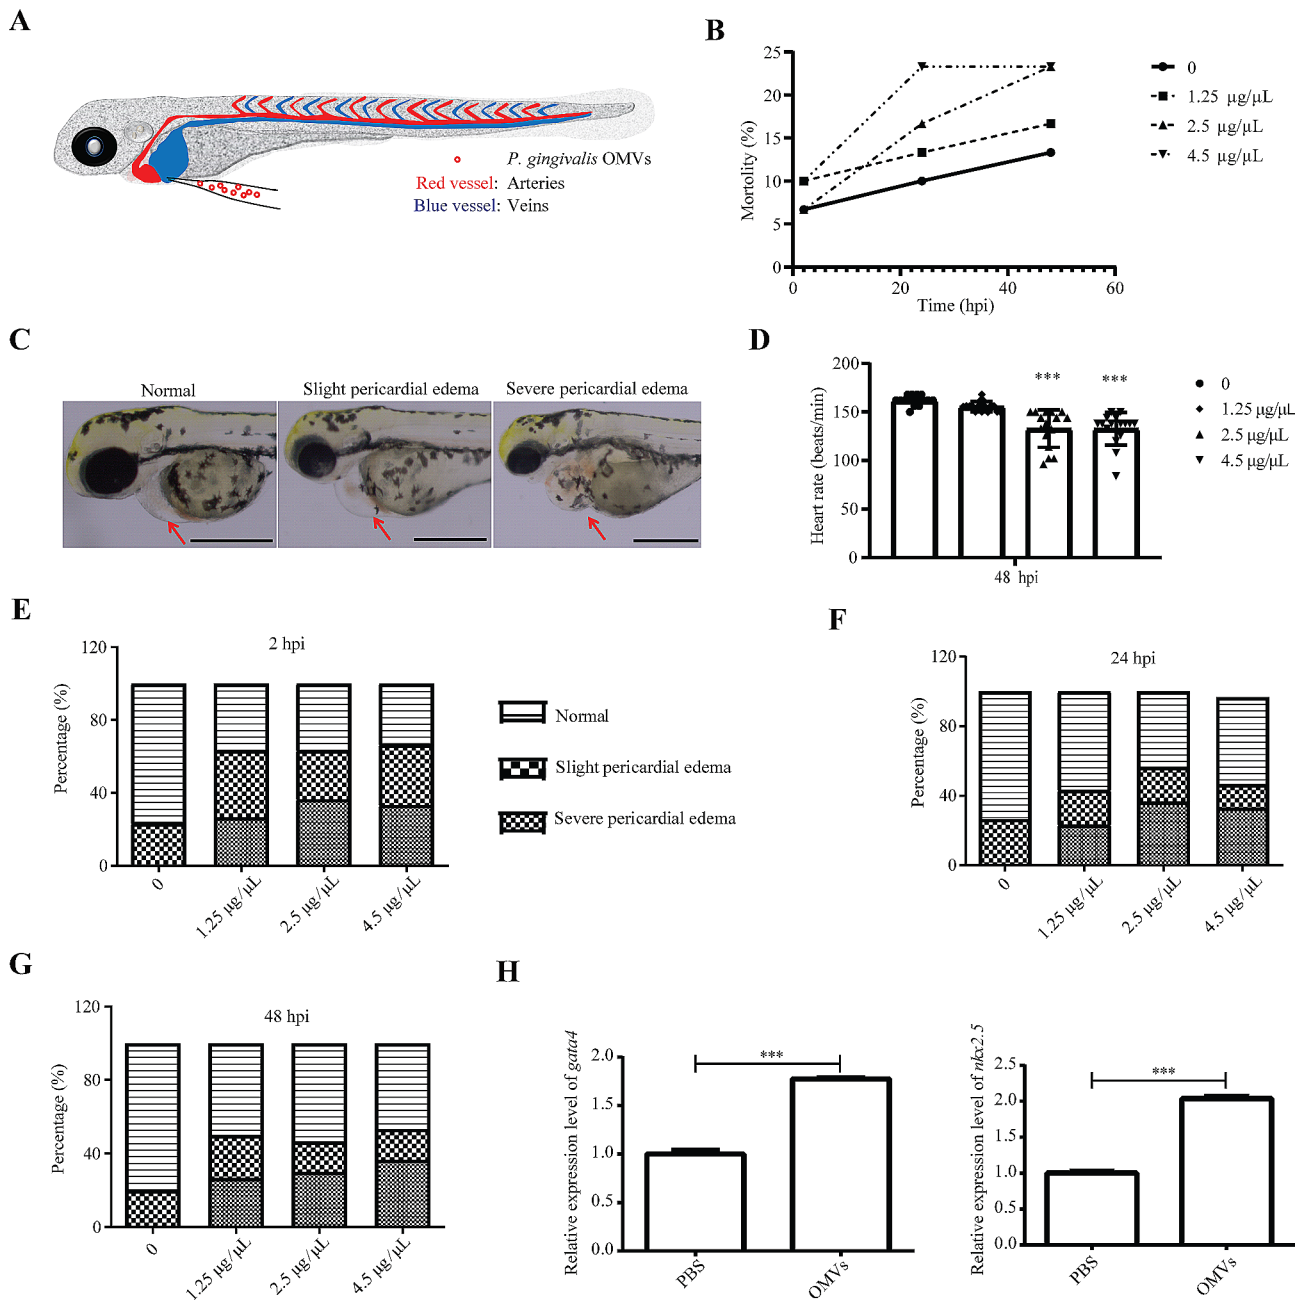 A
P. gingivalis OMVs
Red vessel: Arteries
Blue vessel: Veins
B
25
20
15
10
5
0
Mortolity (%)
0
20
40
60
Time (hpi)
0
1.25 µg/µL
2.5 µg/µL
4.5 µg/µL
C
Normal
Slight pericardial edema
Severe pericardial edema
D
200
150
100
50
0
Heart rate (beats/min)
***
***
48 hpi
0
1.25 µg/µL
2.5 µg/µL
4.5 µg/µL
E
2 hpi
120
80
40
0
Percentage (%)
0
1.25 µg/µL
2.5 µg/µL
4.5 µg/µL
Normal
Slight pericardial edema
Severe pericardial edema
F
24 hpi
120
80
40
0
Percentage (%)
0
1.25 µg/µL
2.5 µg/µL
4.5 µg/µL
G
48 hpi
120
80
40
0
Percentage (%)
0
1.25 µg/µL
2.5 µg/µL
4.5 µg/µL
H
2.0
1.5
1.0
0.5
0.0
Relative expression level of gata4
***
PBS
OMVs
2.5
2.0
1.5
1.0
0.5
0.0
Relative expression level of nkx2.5
***
PBS
OMVs